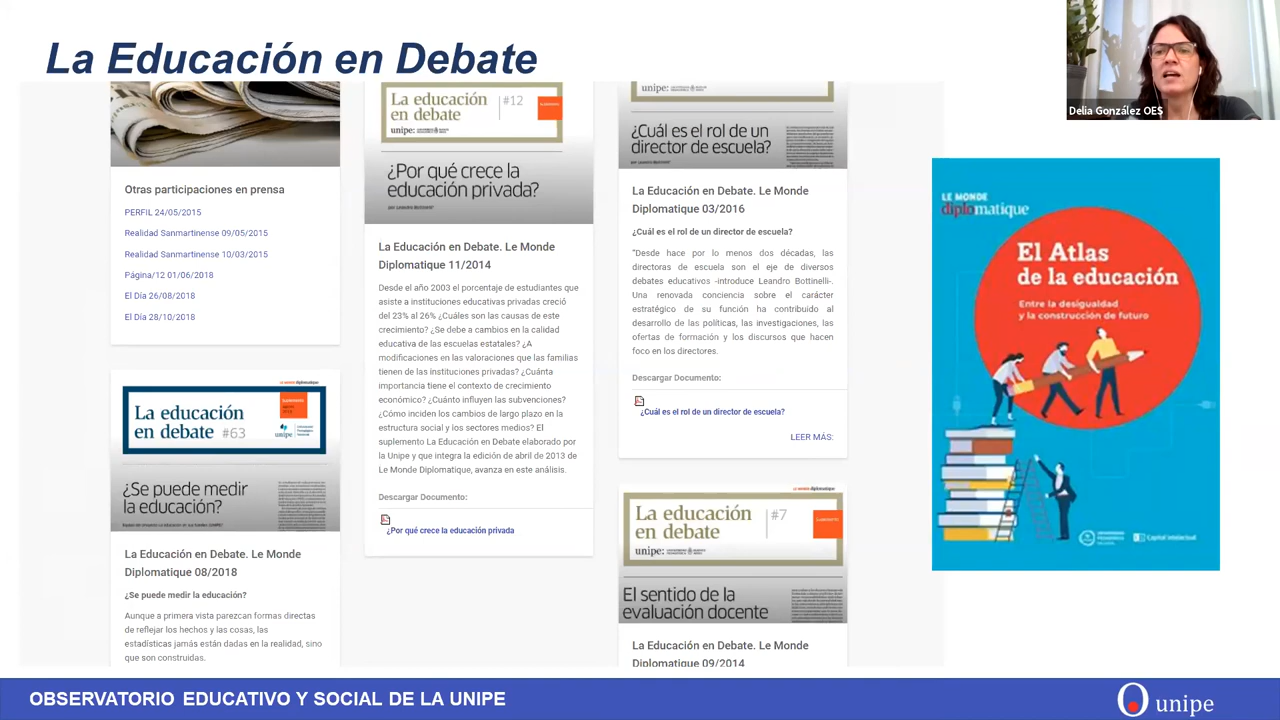 La Educación en Debate
Delia González OES
Otras participaciones en prensa
PERFIL 24/05/2015
Realidad Sanmartinense 09/05/2015
Realidad Sanmartinense 10/03/2015
Página/12 01/06/2018
El Día 26/08/2018
El Día 28/10/2018
La educación
en debate #63
unipe
¿Se puede medir
la educación?
La Educación en Debate. Le Monde
Diplomatique 08/2018
¿Se puede medir la educación?
Aunque a primera vista parezcan formas directas
de reflejar los hechos y las cosas, las
estadísticas jamás están dadas en la realidad, sino
que son construidas.
La educación
en debate
#12
unipe:
¿Por qué crece la
educación privada?
por Leandro Bottinelli*
La Educación en Debate. Le Monde
Diplomatique 11/2014
Desde el año 2003 el porcentaje de estudiantes que
asiste a instituciones educativas privadas creció
del 23% al 26% ¿Cuáles son las causas de este
crecimiento? ¿Se debe a cambios en la calidad
educativa de las escuelas estatales? ¿A
modificaciones en las valoraciones que las familias
tienen de las instituciones privadas? ¿Cuánta
importancia tiene el contexto de crecimiento
económico? ¿Cuánto influyen las subvenciones?
¿Cómo inciden los cambios de largo plazo en la
estructura social y los sectores medios? El
suplemento La Educación en Debate elaborado por
la Unipe y que integra la edición de abril de 2013 de
Le Monde Diplomatique, avanza en este análisis.
Descargar Documento:
¿Por qué crece la educación privada
unipe:
¿Cuál es el rol de un
director de escuela?
La Educación en Debate. Le Monde
Diplomatique 03/2016
¿Cuál es el rol de un director de escuela?
"Desde hace por lo menos dos décadas, las
directoras de escuela son el eje de diversos
debates educativos -introduce Leandro Bottinelli-.
Una renovada conciencia sobre el carácter
estratégico de su función ha contribuido al
desarrollo de las políticas, las investigaciones, las
ofertas de formación y los discursos que hacen
foco en los directores.
Descargar Documento:
¿Cuál es el rol de un director de escuela?
LEER MÁS:
La educación
en debate
#7
unipe:
El sentido de la
evaluación docente
La Educación en Debate. Le Monde
Diplomatique 09/2014
LE MONDE
diplomatique
El Atlas
de la educación
Entre la desigualdad
y la construcción de futuro
Capital Intelectual
OBSERVATORIO EDUCATIVO Y SOCIAL DE LA UNIPE
unipe